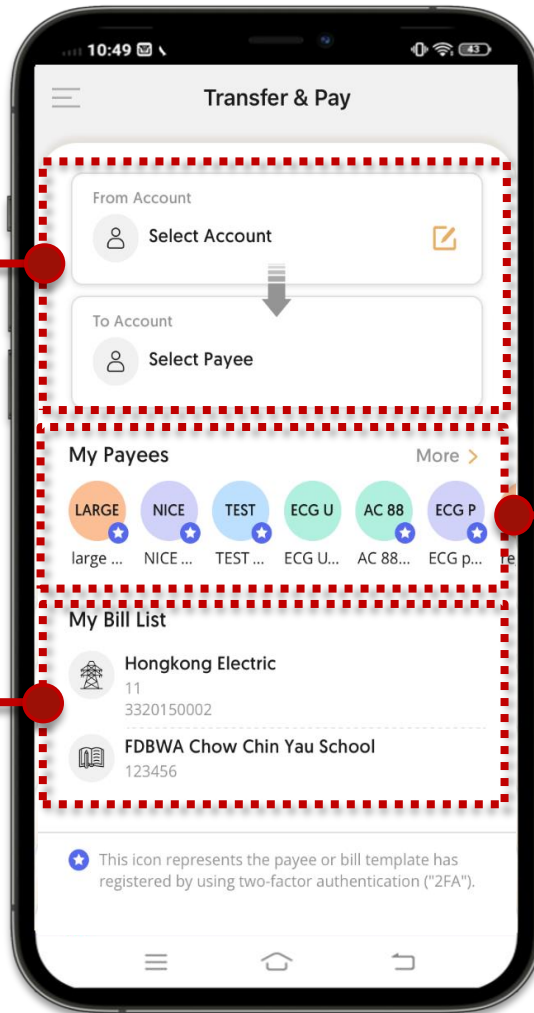 10:49
43
Transfer & Pay
From Account
Select Account
To Account
Select Payee
My Payees
More >
LARGE NICE TEST ECG U AC 88 ECG P
large ... NICE ... TEST ... ECG U... AC 88... ECG p... re
My Bill List
Hongkong Electric
11
3320150002
FDBWA Chow Chin Yau School
123456
This icon represents the payee or bill template has
registered by using two-factor authentication ("2FA").